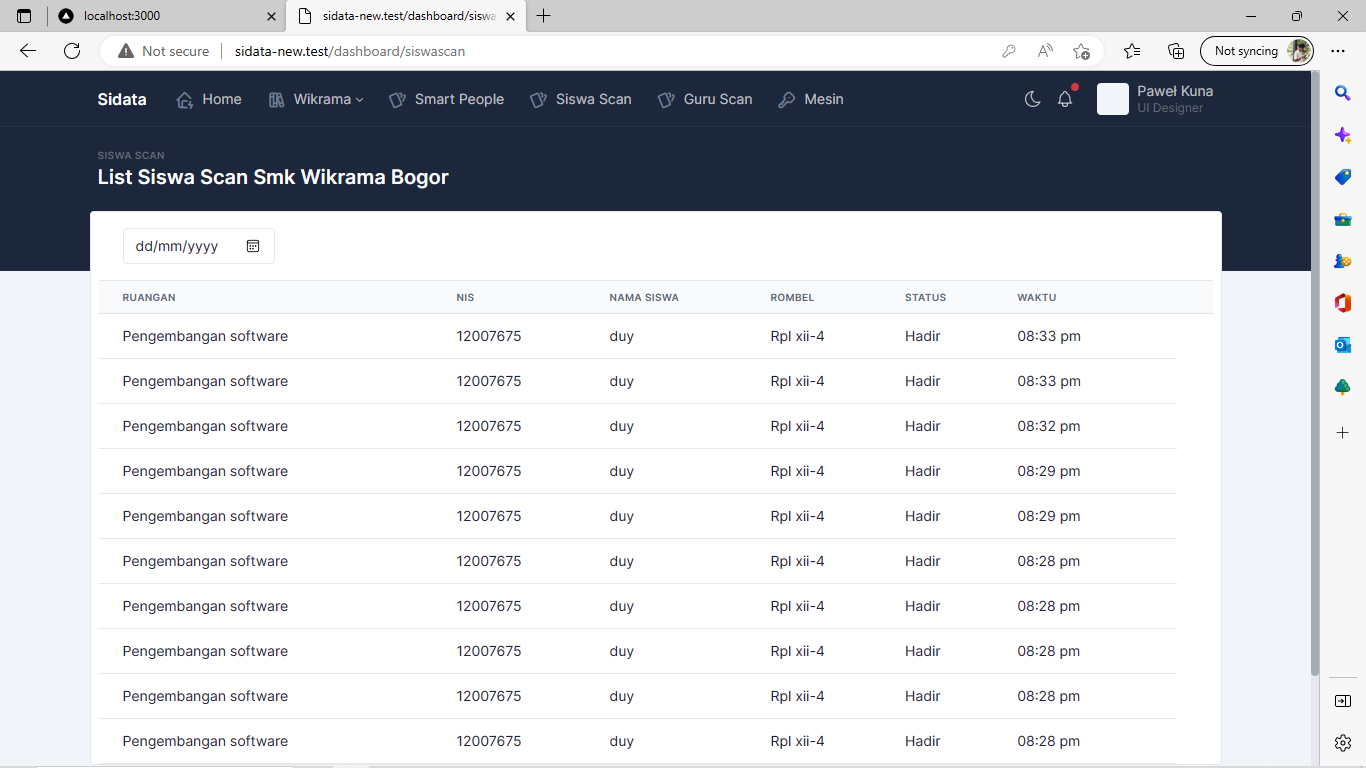 localhost:3000
sidata-new.test/dashboard/siswa
Not secure
sidata-new.test/dashboard/siswascan
Not syncing
Sidata Home Wikrama Smart People Siswa Scan Guru Scan Mesin
Paweł Kuna
UI Designer
SISWA SCAN
List Siswa Scan Smk Wikrama Bogor
dd/mm/yyyy
RUANGAN NIS NAMA SISWA ROMBEL STATUS WAKTU
Pengembangan software 12007675 duy Rpl xii-4 Hadir 08:33 pm
Pengembangan software 12007675 duy Rpl xii-4 Hadir 08:33 pm
Pengembangan software 12007675 duy Rpl xii-4 Hadir 08:32 pm
Pengembangan software 12007675 duy Rpl xii-4 Hadir 08:29 pm
Pengembangan software 12007675 duy Rpl xii-4 Hadir 08:29 pm
Pengembangan software 12007675 duy Rpl xii-4 Hadir 08:28 pm
Pengembangan software 12007675 duy Rpl xii-4 Hadir 08:28 pm
Pengembangan software 12007675 duy Rpl xii-4 Hadir 08:28 pm
Pengembangan software 12007675 duy Rpl xii-4 Hadir 08:28 pm
Pengembangan software 12007675 duy Rpl xii-4 Hadir 08:28 pm